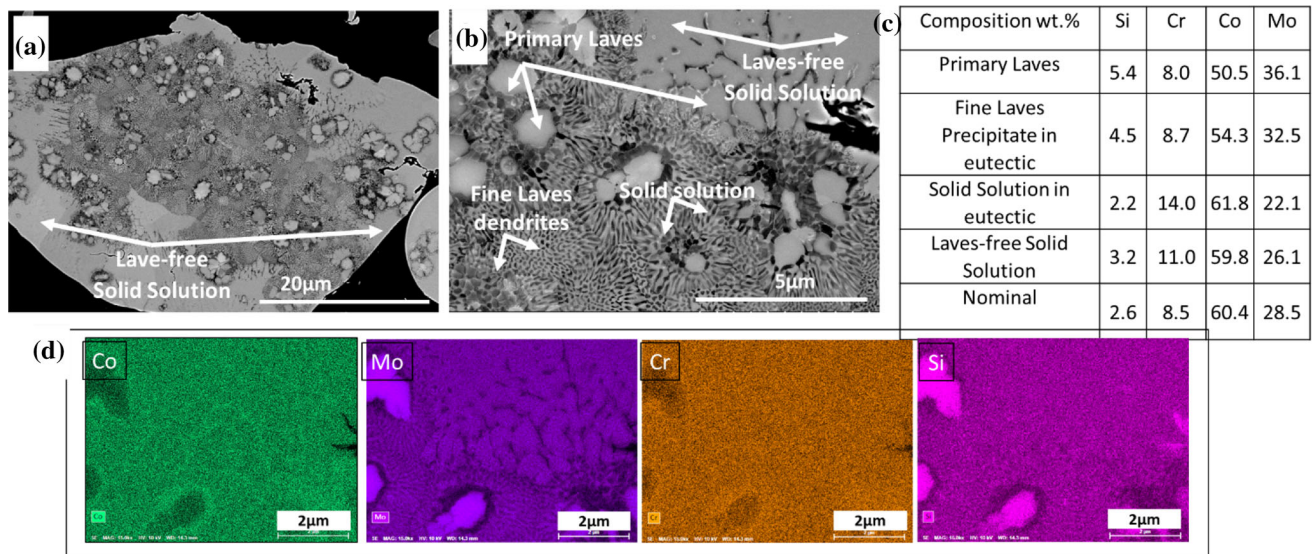 (a)
Lave-free
Solid Solution
20µm
(b)
Primary Laves
Laves-free
Solid Solution
Fine Laves
dendrites
Solid solution
5µm
(c)
Composition wt.% Si Cr Co Mo
Primary Laves 5.4 8.0 50.5 36.1
Fine Laves
Precipitate in
eutectic 4.5 8.7 54.3 32.5
Solid Solution in
eutectic 2.2 14.0 61.8 22.1
Laves-free Solid
Solution 3.2 11.0 59.8 26.1
Nominal 2.6 8.5 60.4 28.5
(d)
Co
Co
2µm
Mo
Mo
2µm
Cr
Cr
2µm
Si
Si
2µm